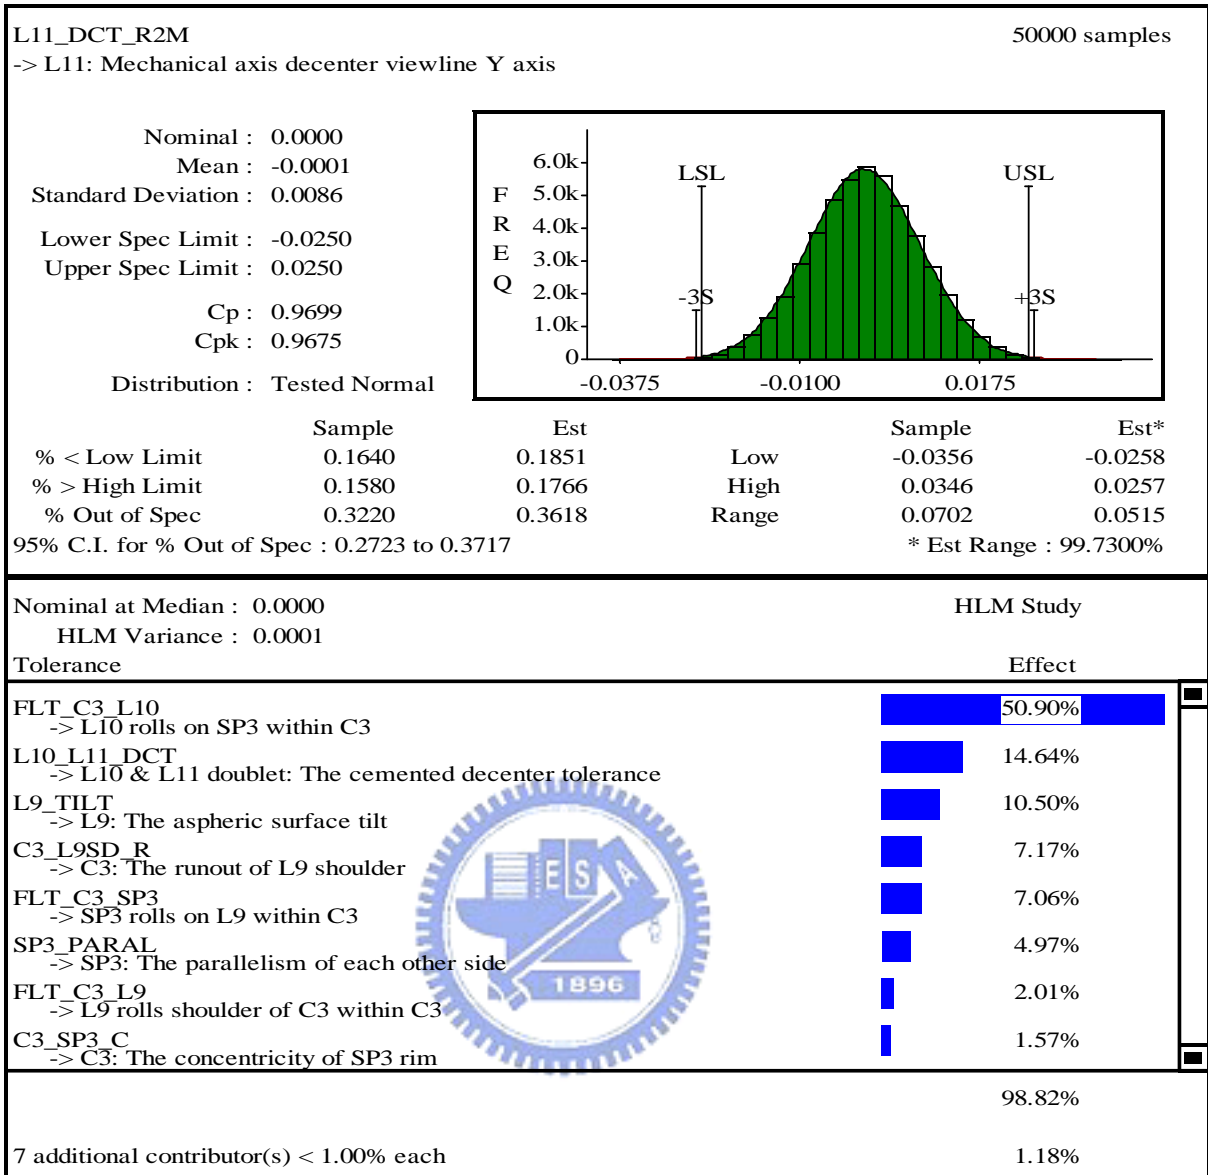 L11_DCT_R2M 50000 samples
-> L11: Mechanical axis decenter viewline Y axis
Nominal : 0.0000
Mean : -0.0001
Standard Deviation : 0.0086
Lower Spec Limit : -0.0250
Upper Spec Limit : 0.0250
Cp : 0.9699
Cpk : 0.9675
Distribution : Tested Normal
FREQ
6.0k
5.0k
4.0k
3.0k
2.0k
1.0k
0
LSL USL
-3S +3S
-0.0375 -0.0100 0.0175
Sample Est Sample Est*
% < Low Limit 0.1640 0.1851 Low -0.0356 -0.0258
% > High Limit 0.1580 0.1766 High 0.0346 0.0257
% Out of Spec 0.3220 0.3618 Range 0.0702 0.0515
95% C.I. for % Out of Spec : 0.2723 to 0.3717 * Est Range : 99.7300%
Nominal at Median : 0.0000 HLM Study
HLM Variance : 0.0001
Tolerance Effect
FLT_C3_L10 50.90%
-> L10 rolls on SP3 within C3
L10_L11_DCT 14.64%
-> L10 & L11 doublet: The cemented decenter tolerance
L9_TILT 10.50%
-> L9: The aspheric surface tilt
C3_L9SD_R 7.17%
-> C3: The runout of L9 shoulder
FLT_C3_SP3 7.06%
-> SP3 rolls on L9 within C3
SP3_PARAL 4.97%
-> SP3: The parallelism of each other side
FLT_C3_L9 2.01%
-> L9 rolls shoulder of C3 within C3
C3_SP3_C 1.57%
-> C3: The concentricity of SP3 rim
98.82%
7 additional contributor(s) < 1.00% each 1.18%
E S A
1896